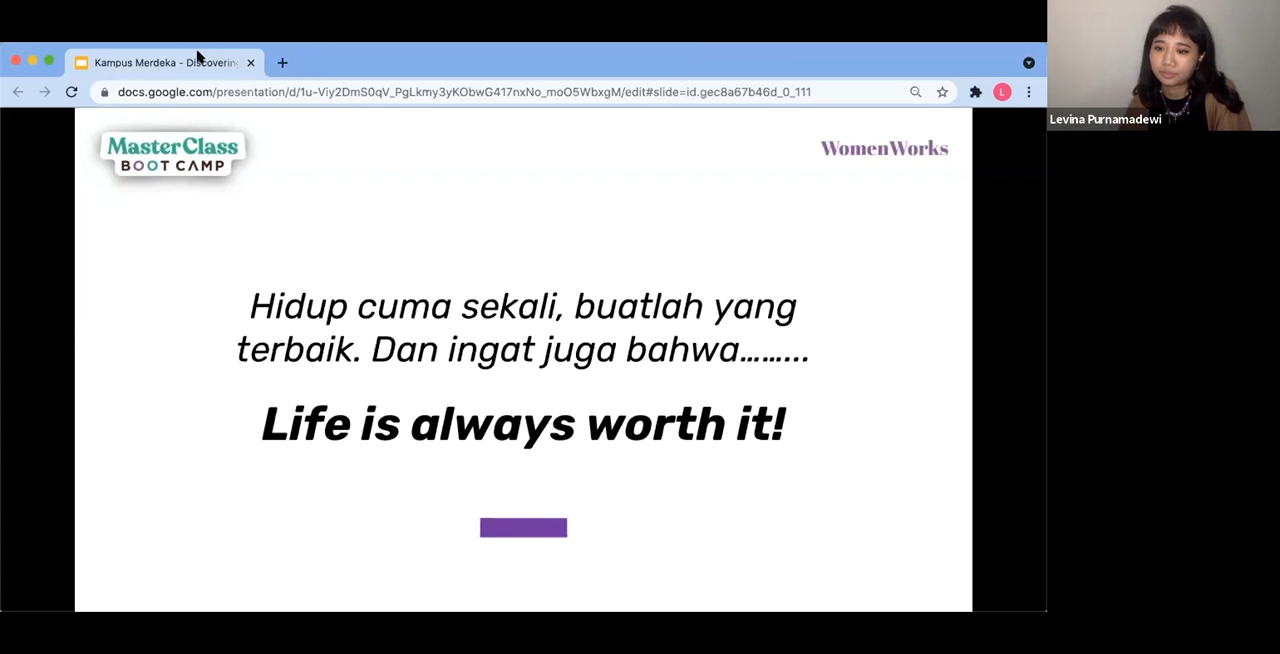 Kampus Merdeka - Discovering
docs.google.com/presentation/d/1u-Viy2DmS0qV_PgLkmy3yKObwG417nxNo_moO5WbxgM/edit#slide=id.gec8a67b46d_0_111
L
Levina Purnamadewi
MasterClass
BOOT CAMP
WomenWorks
Hidup cuma sekali, buatlah yang
terbaik. Dan ingat juga bahwa........
Life is always worth it!